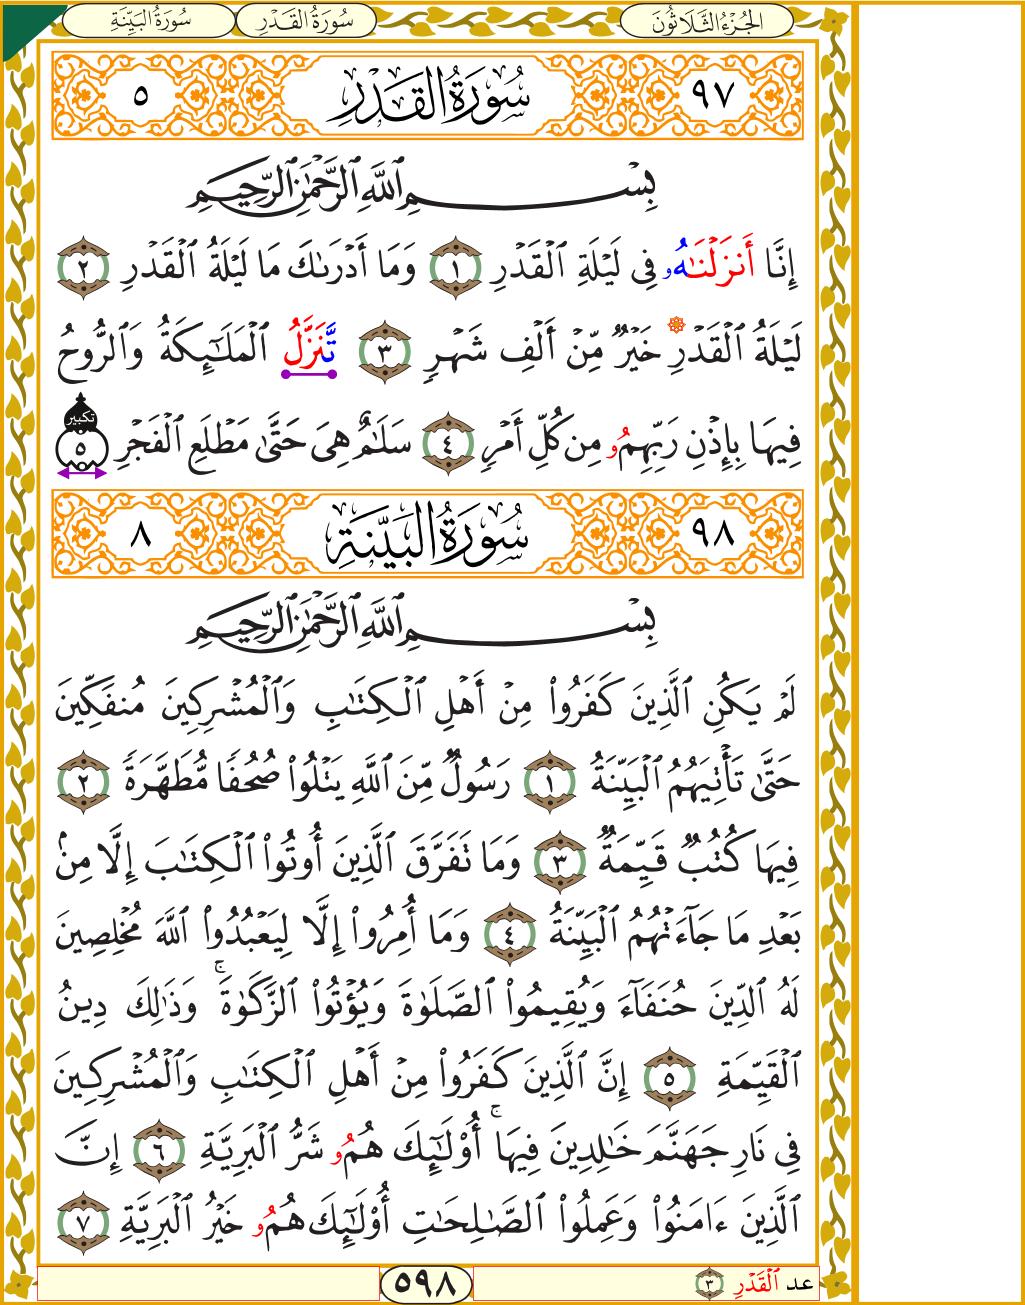 الجُزْءُ الثَّلَاثُونَ سُورَةُ القَدْرِ سُورَةُ البَيِّنَةِ
٩٧ سُورَةُ القَدْرِ ٥
بِسْمِ ٱللَّهِ ٱلرَّحْمَٰنِ ٱلرَّحِيمِ
إِنَّا أَنزَلْنَٰهُۥ فِى لَيْلَةِ ٱلْقَدْرِ ١ وَمَا أَدْرَىٰكَ مَا لَيْلَةُ ٱلْقَدْرِ ٢
لَيْلَةُ ٱلْقَدْرِ خَيْرٌ مِّنْ أَلْفِ شَهْرٍ ٣ تَّنَزَّلُ ٱلْمَلَٰٓئِكَةُ وَٱلرُّوحُ
فِيهَا بِإِذْنِ رَبِّهِمُۥ مِن كُلِّ أَمْرٍ ٤ سَلَٰمٌ هِىَ حَتَّىٰ مَطْلَعِ ٱلْفَجْرِ تكبير ٥
٩٨ سُورَةُ البَيِّنَةِ ٨
بِسْمِ ٱللَّهِ ٱلرَّحْمَٰنِ ٱلرَّحِيمِ
لَمْ يَكُنِ ٱلَّذِينَ كَفَرُوا۟ مِنْ أَهْلِ ٱلْكِتَٰبِ وَٱلْمُشْرِكِينَ مُنفَكِّينَ
حَتَّىٰ تَأْتِيَهُمُ ٱلْبَيِّنَةُ ١ رَسُولٌ مِّنَ ٱللَّهِ يَتْلُوا۟ صُحُفًا مُّطَهَّرَةً ٢
فِيهَا كُتُبٌ قَيِّمَةٌ ٣ وَمَا تَفَرَّقَ ٱلَّذِينَ أُوتُوا۟ ٱلْكِتَٰبَ إِلَّا مِنۢ
بَعْدِ مَا جَآءَتْهُمُ ٱلْبَيِّنَةُ ٤ وَمَا أُمِرُوا۟ إِلَّا لِيَعْبُدُوا۟ ٱللَّهَ مُخْلِصِينَ
لَهُ ٱلدِّينَ حُنَفَآءَ وَيُقِيمُوا۟ ٱلصَّلَوٰةَ وَيُؤْتُوا۟ ٱلزَّكَوٰةَ ۚ وَذَٰلِكَ دِينُ
ٱلْقَيِّمَةِ ٥ إِنَّ ٱلَّذِينَ كَفَرُوا۟ مِنْ أَهْلِ ٱلْكِتَٰبِ وَٱلْمُشْرِكِينَ
فِى نَارِ جَهَنَّمَ خَٰلِدِينَ فِيهَا ۚ أُو۟لَٰٓئِكَ هُمُۥ شَرُّ ٱلْبَرِيَّةِ ٦ إِنَّ
ٱلَّذِينَ ءَامَنُوا۟ وَعَمِلُوا۟ ٱلصَّٰلِحَٰتِ أُو۟لَٰٓئِكَ هُمُۥ خَيْرُ ٱلْبَرِيَّةِ ٧
عد ٱلْقَدْرِ ٣ ٥٩٨